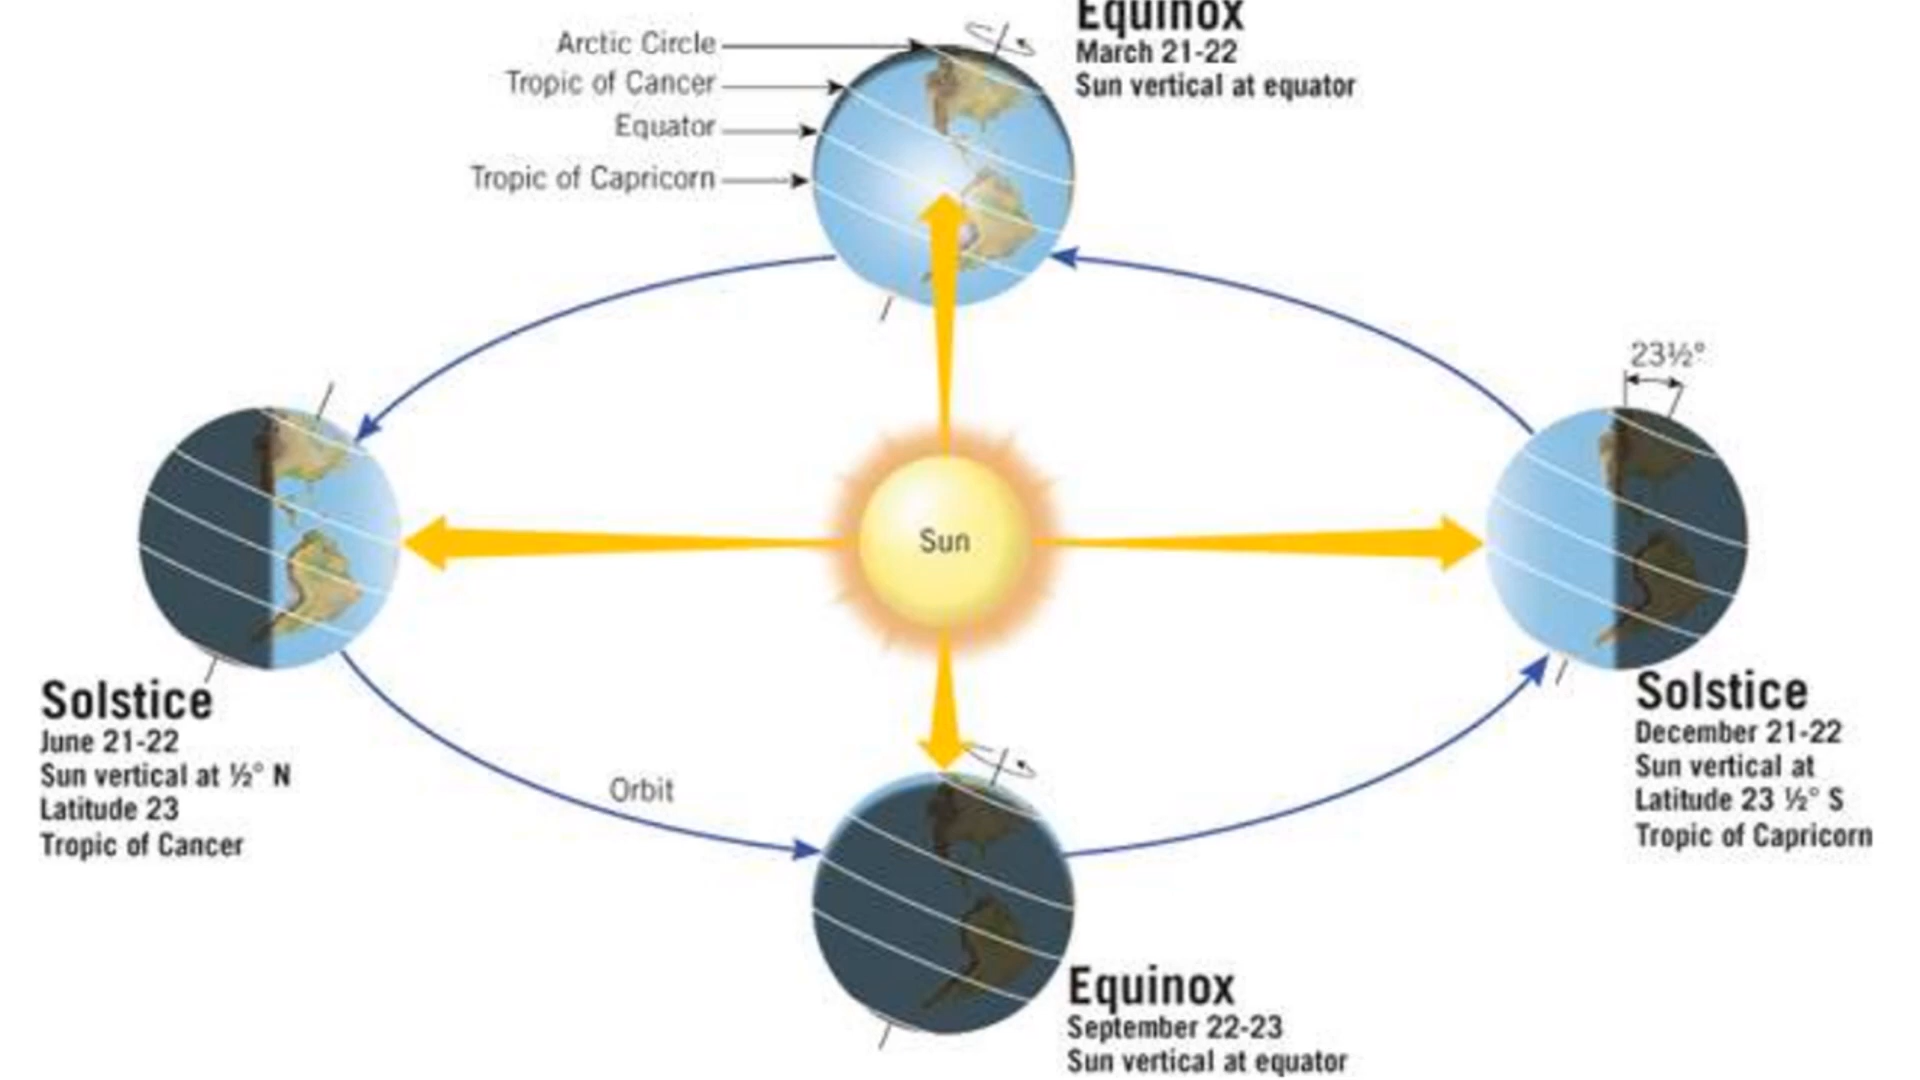 Equinox
March 21-22
Sun vertical at equator
Arctic Circle
Tropic of Cancer
Equator
Tropic of Capricorn
23½°
Sun
Solstice
June 21-22
Sun vertical at ½° N
Latitude 23
Tropic of Cancer
Solstice
December 21-22
Sun vertical at
Latitude 23 ½° S
Tropic of Capricorn
Orbit
Equinox
September 22-23
Sun vertical at equator